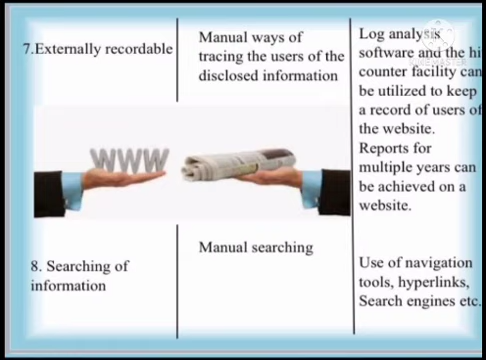 7.Externally recordable
Manual ways of
tracing the users of the
disclosed information
Log analysis
software and the hi
counter facility can
be utilized to keep
a record of users of
the website.
Reports for
multiple years can
be achieved on a
website.
WWW
8. Searching of
information
Manual searching
Use of navigation
tools, hyperlinks,
Search engines etc.